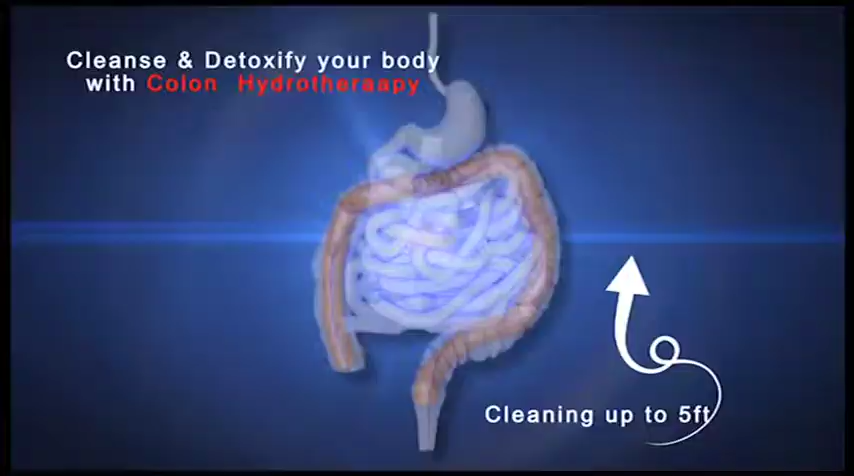 Cleanse & Detoxify your body
with Colon Hydrotheraapy
Cleaning up to 5ft